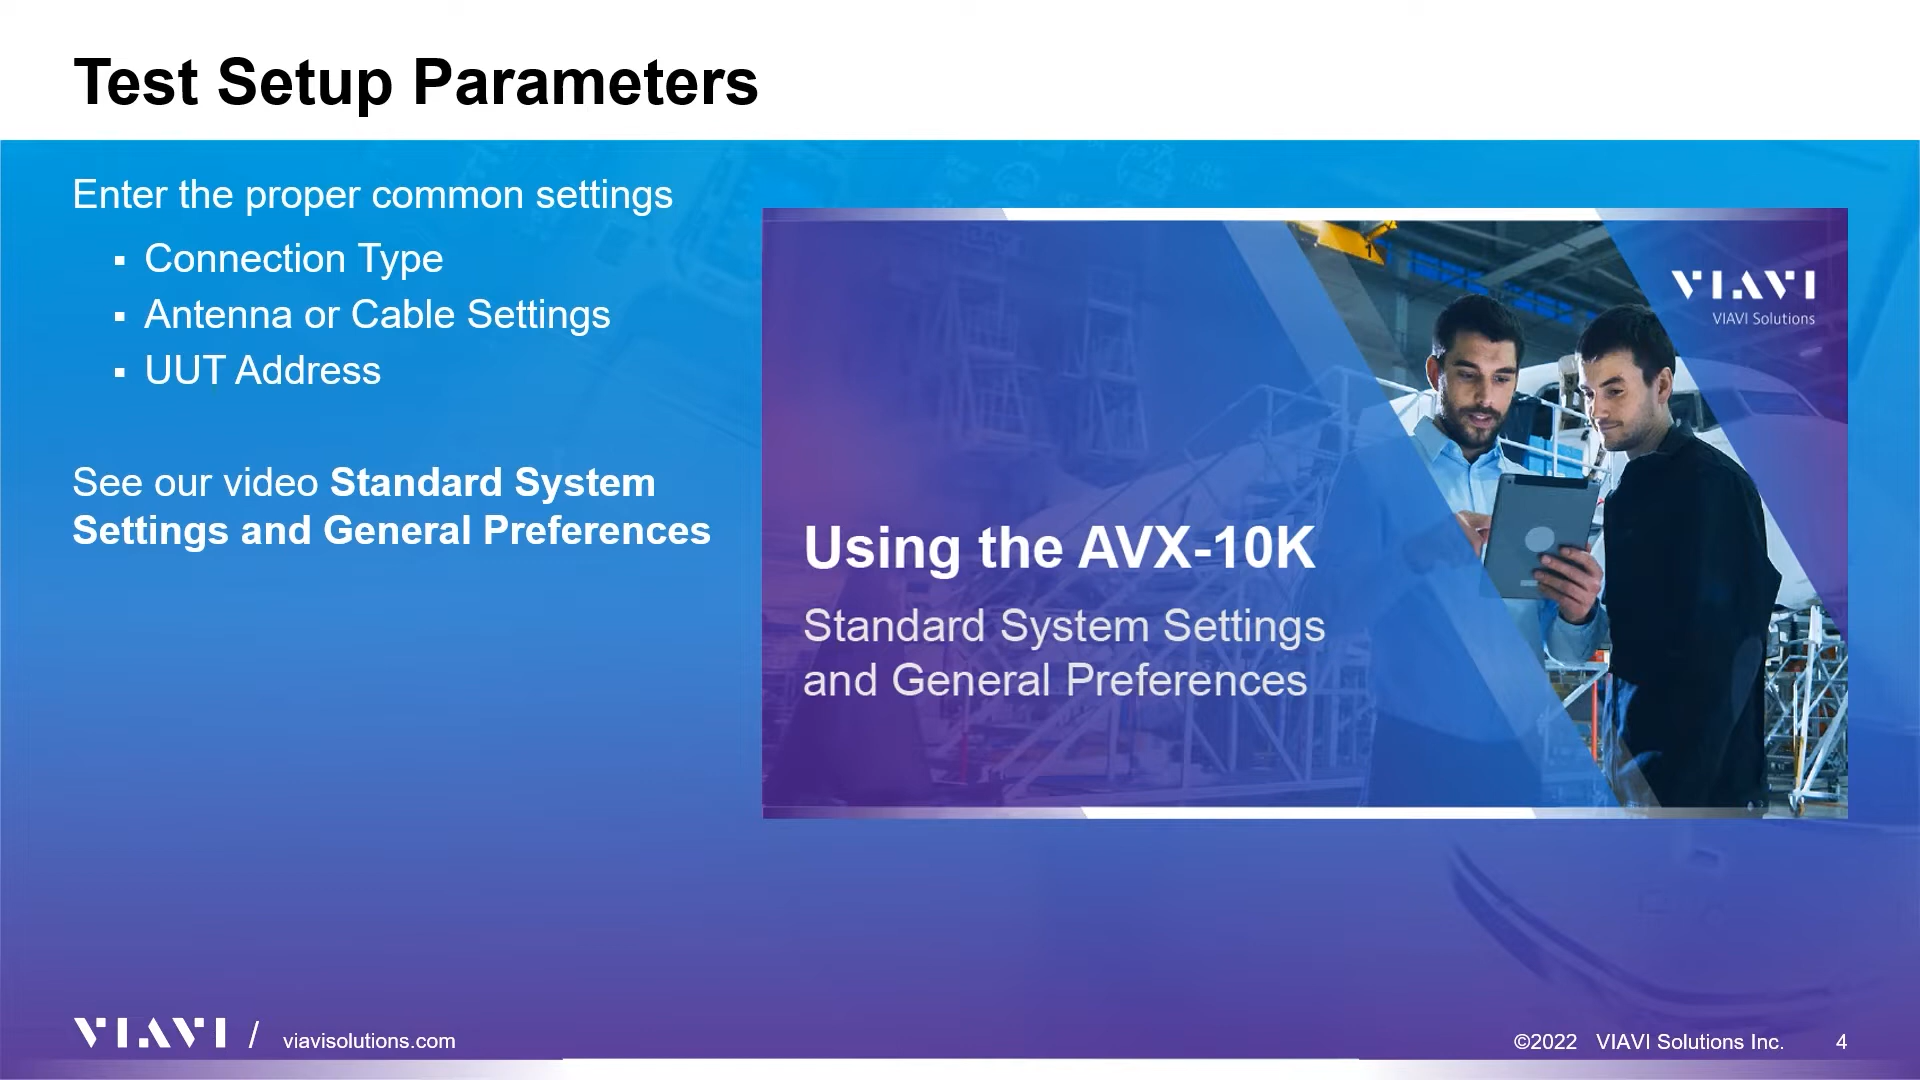 Test Setup Parameters
Enter the proper common settings
▪ Connection Type
▪ Antenna or Cable Settings
▪ UUT Address
See our video Standard System
Settings and General Preferences
VIAVI
VIAVI Solutions
Using the AVX-10K
Standard System Settings
and General Preferences
VIAVI / viavisolutions.com
©2022 VIAVI Solutions Inc. 4